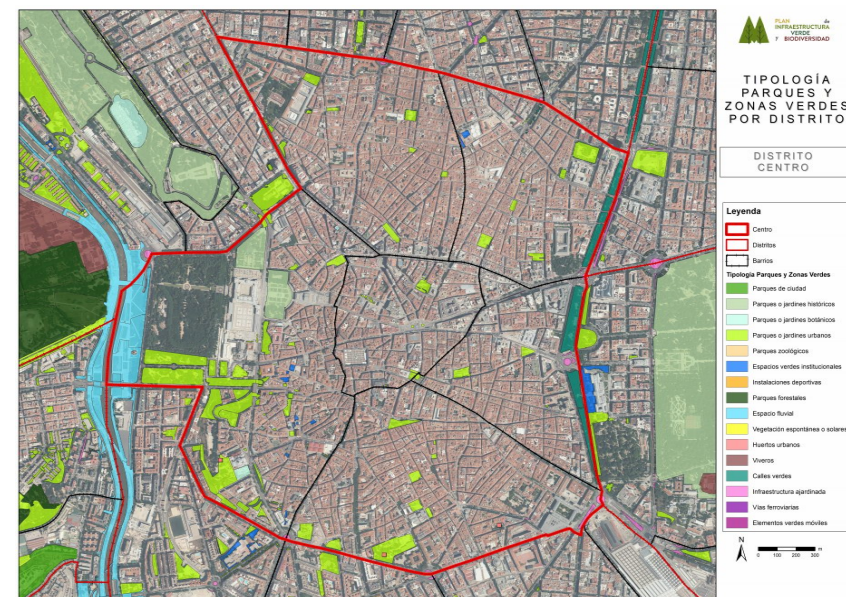 PLAN de
INFRAESTRUCTURA
VERDE
Y BIODIVERSIDAD
TIPOLOGÍA
PARQUES Y
ZONAS VERDES
POR DISTRITO
DISTRITO
CENTRO
Leyenda
Centro
Distritos
Barrios
Tipología Parques y Zonas Verdes
Parques de ciudad
Parques o jardines históricos
Parques o jardines botánicos
Parques o jardines urbanos
Parques zoológicos
Espacios verdes institucionales
Instalaciones deportivas
Parques forestales
Espacio fluvial
Vegetación espontánea o solares
Huertos urbanos
Viveros
Calles verdes
Infraestructura ajardinada
Vías ferroviarias
Elementos verdes móviles
N
0 100 200 300 m